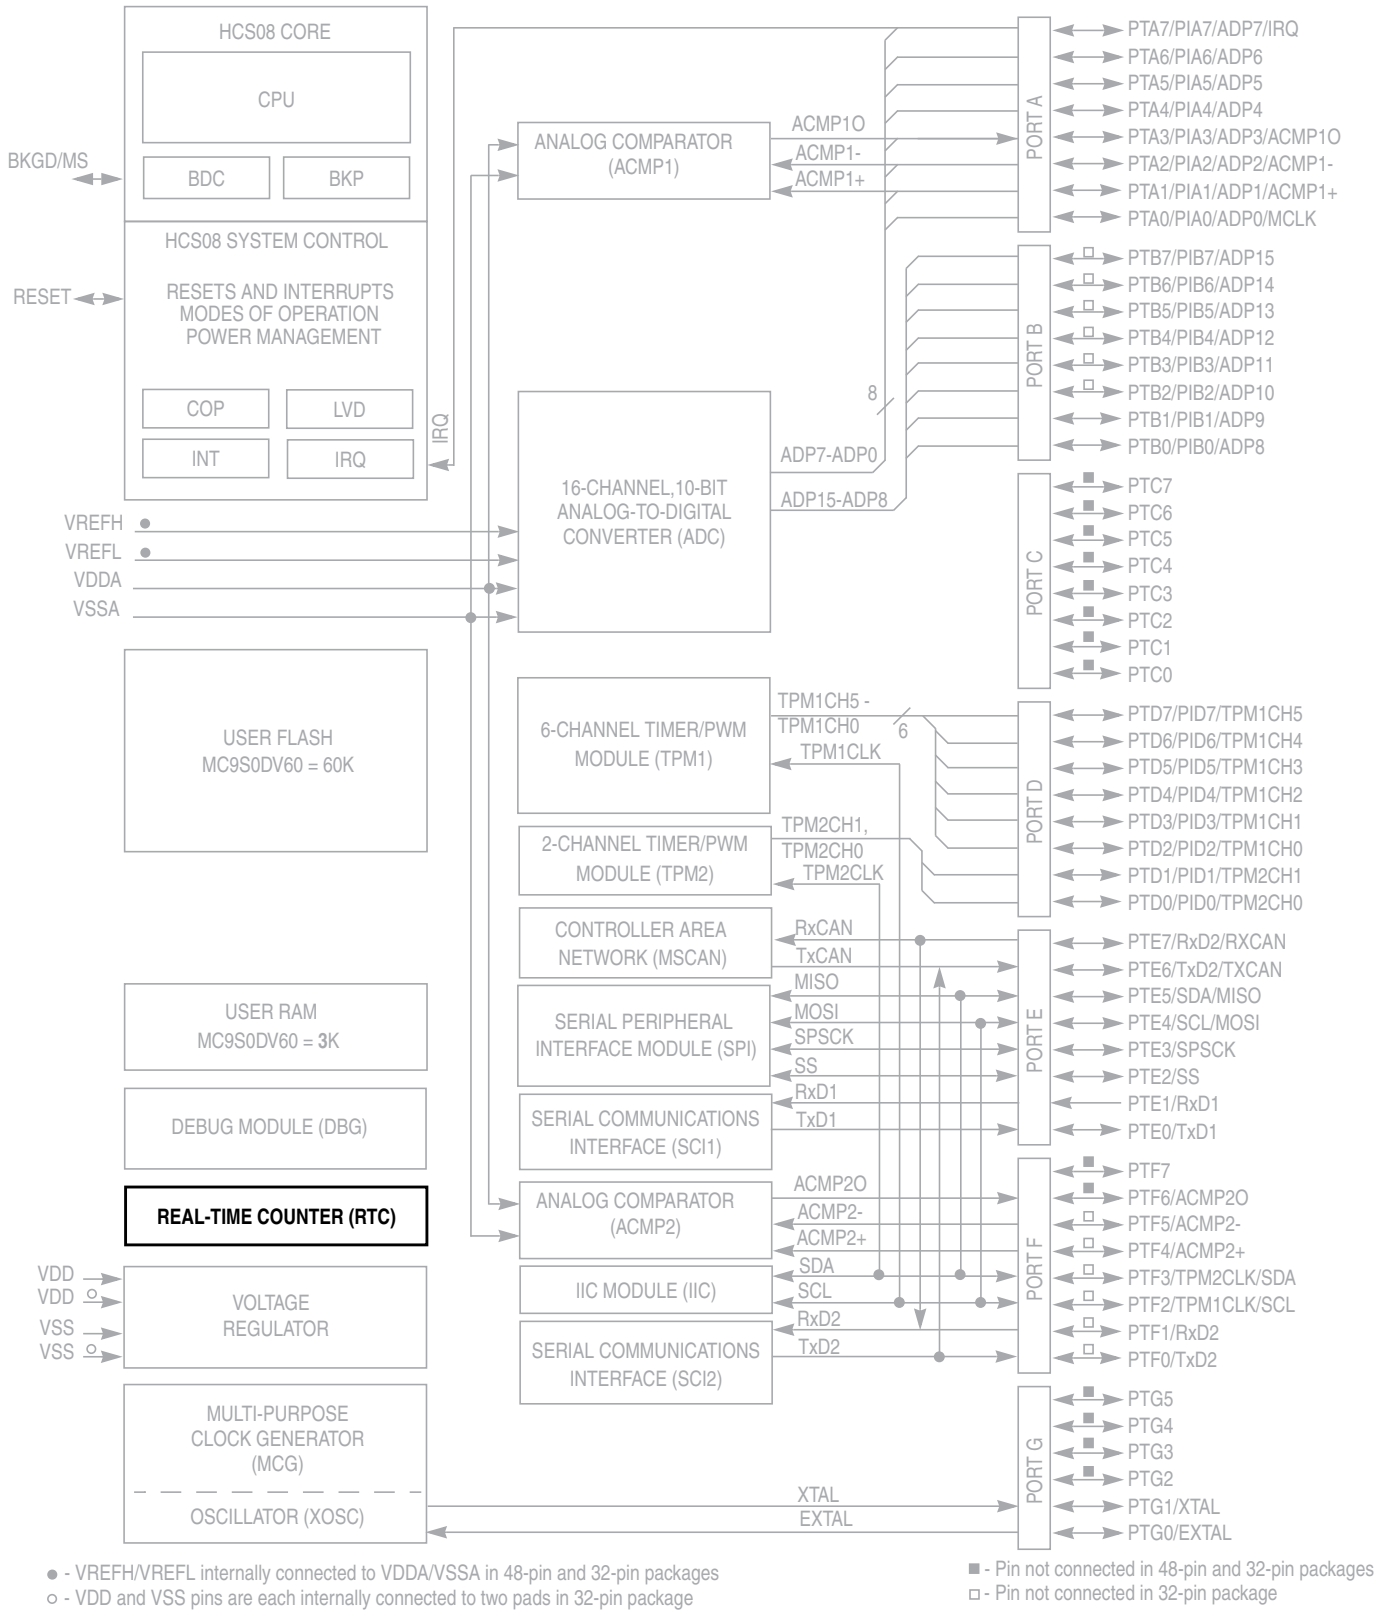 HCS08 CORE
CPU
BDC
BKP
BKGD/MS
HCS08 SYSTEM CONTROL
RESETS AND INTERRUPTS
MODES OF OPERATION
POWER MANAGEMENT
RESET
COP
LVD
INT
IRQ
IRQ
VREFH
VREFL
VDDA
VSSA
USER FLASH
MC9S0DV60 = 60K
USER RAM
MC9S0DV60 = 3K
DEBUG MODULE (DBG)
REAL-TIME COUNTER (RTC)
VDD
VDD
VSS
VSS
VOLTAGE
REGULATOR
MULTI-PURPOSE
CLOCK GENERATOR
(MCG)
OSCILLATOR (XOSC)
ANALOG COMPARATOR
(ACMP1)
ACMP1O
ACMP1-
ACMP1+
16-CHANNEL,10-BIT
ANALOG-TO-DIGITAL
CONVERTER (ADC)
8
ADP7-ADP0
ADP15-ADP8
6-CHANNEL TIMER/PWM
MODULE (TPM1)
TPM1CH5 -
TPM1CH0
6
TPM1CLK
2-CHANNEL TIMER/PWM
MODULE (TPM2)
TPM2CH1,
TPM2CH0
TPM2CLK
CONTROLLER AREA
NETWORK (MSCAN)
RxCAN
TxCAN
SERIAL PERIPHERAL
INTERFACE MODULE (SPI)
MISO
MOSI
SPSCK
SS
SERIAL COMMUNICATIONS
INTERFACE (SCI1)
RxD1
TxD1
ANALOG COMPARATOR
(ACMP2)
ACMP2O
ACMP2-
ACMP2+
IIC MODULE (IIC)
SDA
SCL
SERIAL COMMUNICATIONS
INTERFACE (SCI2)
RxD2
TxD2
XTAL
EXTAL
PORT A
PTA7/PIA7/ADP7/IRQ
PTA6/PIA6/ADP6
PTA5/PIA5/ADP5
PTA4/PIA4/ADP4
PTA3/PIA3/ADP3/ACMP1O
PTA2/PIA2/ADP2/ACMP1-
PTA1/PIA1/ADP1/ACMP1+
PTA0/PIA0/ADP0/MCLK
PORT B
PTB7/PIB7/ADP15
PTB6/PIB6/ADP14
PTB5/PIB5/ADP13
PTB4/PIB4/ADP12
PTB3/PIB3/ADP11
PTB2/PIB2/ADP10
PTB1/PIB1/ADP9
PTB0/PIB0/ADP8
PORT C
PTC7
PTC6
PTC5
PTC4
PTC3
PTC2
PTC1
PTC0
PORT D
PTD7/PID7/TPM1CH5
PTD6/PID6/TPM1CH4
PTD5/PID5/TPM1CH3
PTD4/PID4/TPM1CH2
PTD3/PID3/TPM1CH1
PTD2/PID2/TPM1CH0
PTD1/PID1/TPM2CH1
PTD0/PID0/TPM2CH0
PORT E
PTE7/RxD2/RXCAN
PTE6/TxD2/TXCAN
PTE5/SDA/MISO
PTE4/SCL/MOSI
PTE3/SPSCK
PTE2/SS
PTE1/RxD1
PTE0/TxD1
PORT F
PTF7
PTF6/ACMP2O
PTF5/ACMP2-
PTF4/ACMP2+
PTF3/TPM2CLK/SDA
PTF2/TPM1CLK/SCL
PTF1/RxD2
PTF0/TxD2
PORT G
PTG5
PTG4
PTG3
PTG2
PTG1/XTAL
PTG0/EXTAL
● - VREFH/VREFL internally connected to VDDA/VSSA in 48-pin and 32-pin packages
○ - VDD and VSS pins are each internally connected to two pads in 32-pin package
■ - Pin not connected in 48-pin and 32-pin packages
□ - Pin not connected in 32-pin package